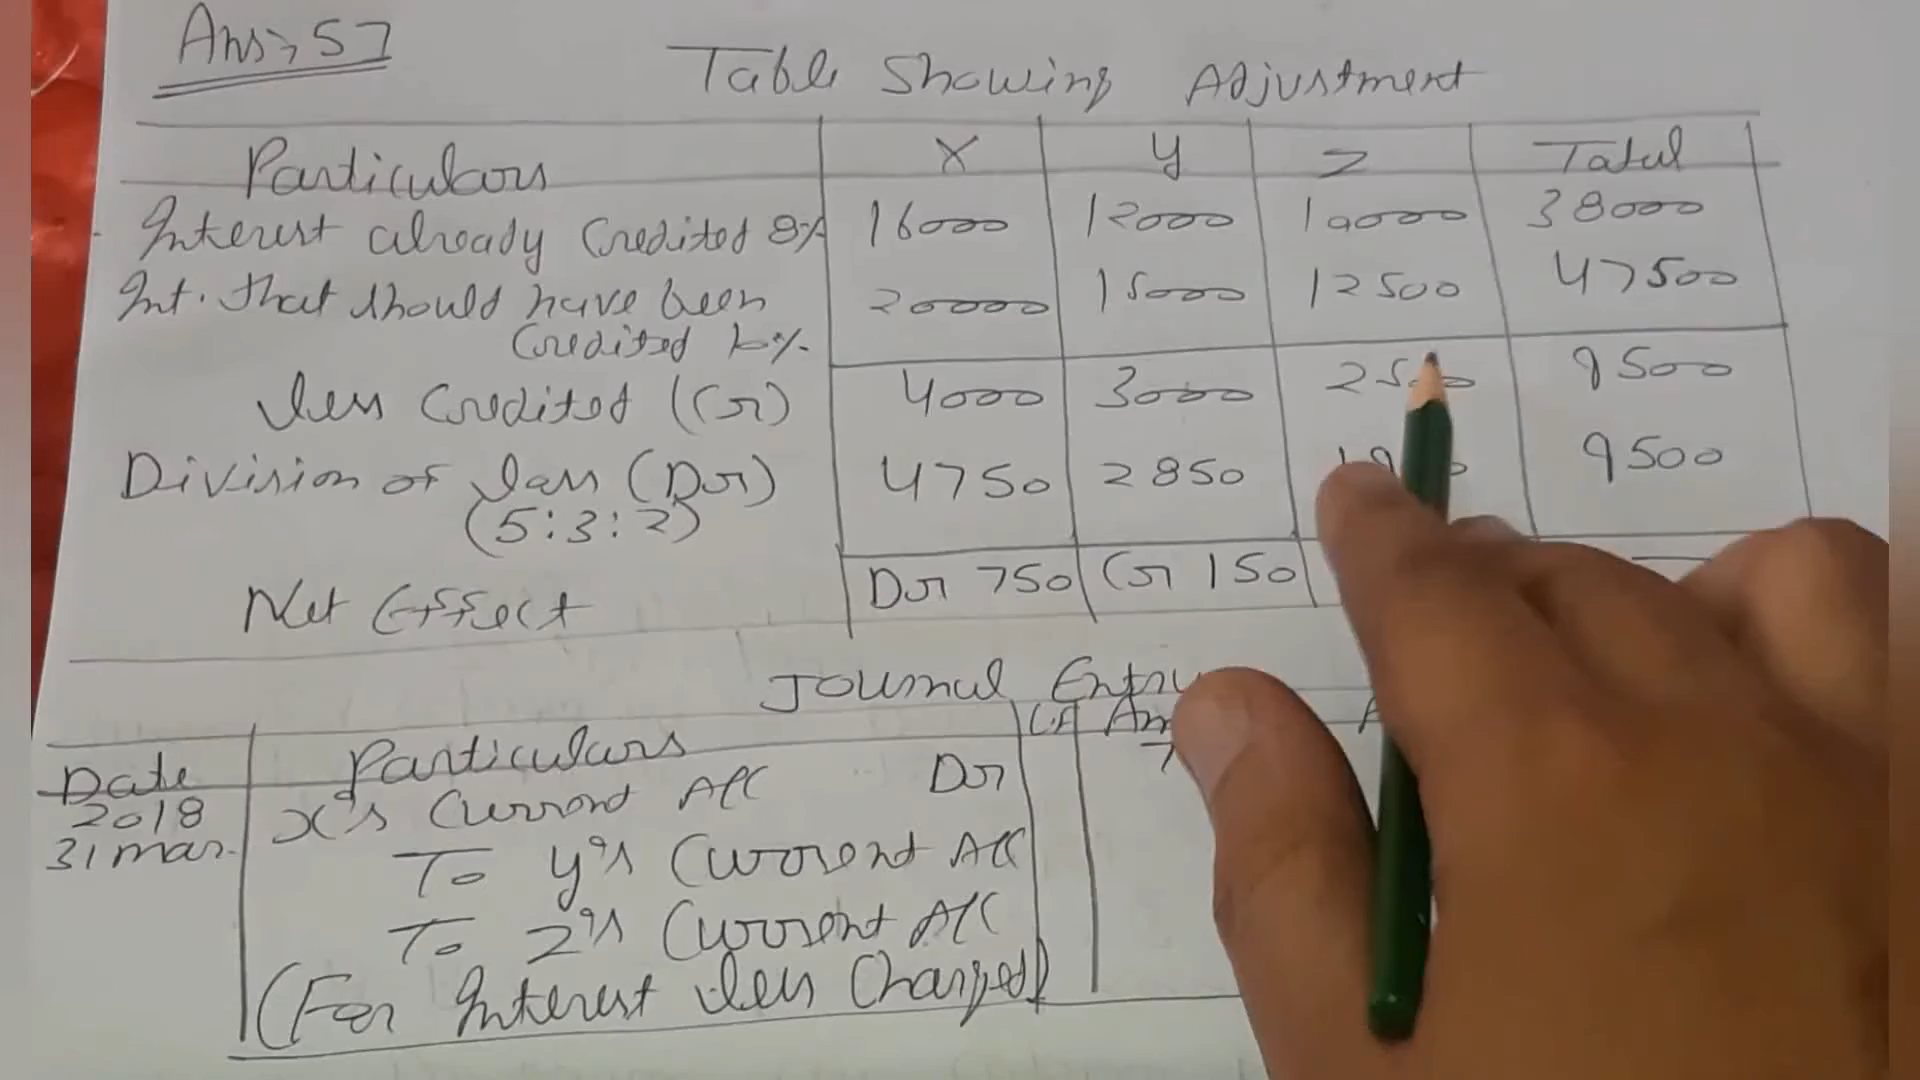 Ans⇒57
Table Showing Adjustment
Particulars X Y Z Total
Interest already Credited 8% 16000 12000 10000 38000
Int. that should have been 20000 15000 12500 47500
Credited 10%
less Credited (Cr) 4000 3000 2500 9500
Division of loss (Dr) 4750 2850 9500
(5:3:2)
Net Effect Dr 750 Cr 150
Journal Entry
Date Particulars L.F
2018 X's Current A/C Dr 7
31 mar. To Y's Current A/C
To Z's Current A/C
(For Interest less Charged)